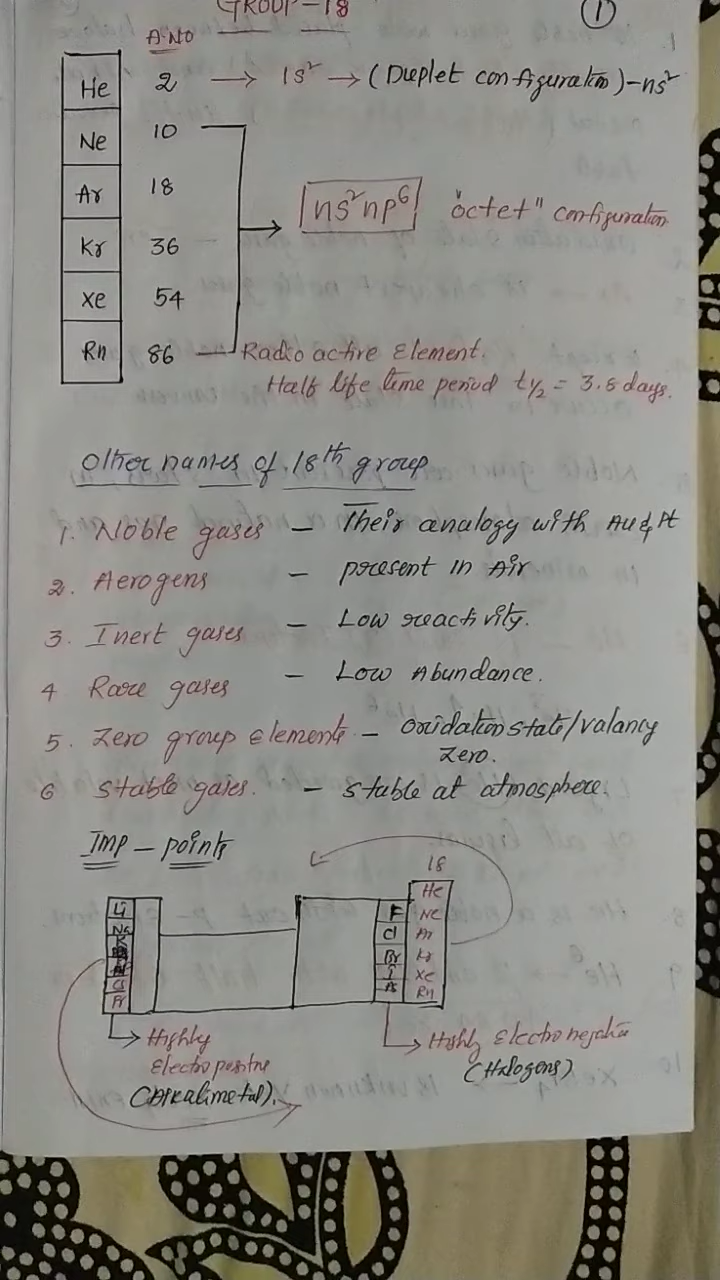 GROUP-18
1
A.NO
He 2 → 1s² → (Duplet configuration) - ns²
Ne 10
Ar 18
ns²np⁶ "octet" configuration
Kr 36
Xe 54
Rn 86 — Radio active Element.
Half life time period t½ = 3.8 days.
Other names of 18th group
1. Noble gases — Their analogy with Au & Pt
2. Aerogens — present in Air
3. Inert gases — Low reactivity.
4 Rare gases — Low Abundance.
5. Zero group Elements — oxidation state/valancy
zero.
6 Stable gases. — stable at atmosphere.
Imp - points
18
He
Li F Ne
Na Cl Ar
K Br Kr
I Xe
Cs As Rn
Fr
Highly
Electropositive
(Alkalimetal).
Highly Electronegative
(Halogens)